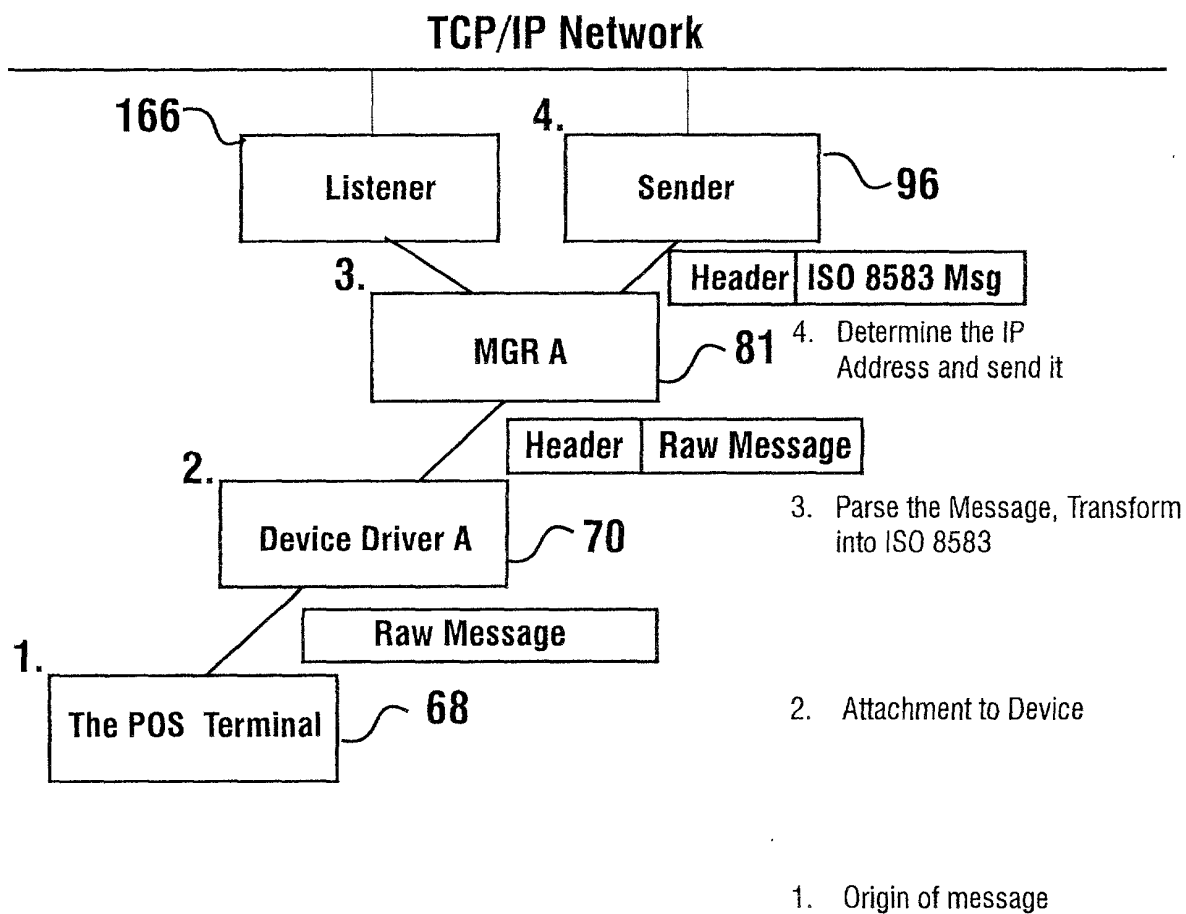 TCP/IP Network
166
4.
Listener
Sender
96
3.
Header ISO 8583 Msg
MGR A
81
4. Determine the IP
Address and send it
Header Raw Message
2.
Device Driver A
70
3. Parse the Message, Transform
into ISO 8583
Raw Message
1.
The POS Terminal
68
2. Attachment to Device
1. Origin of message